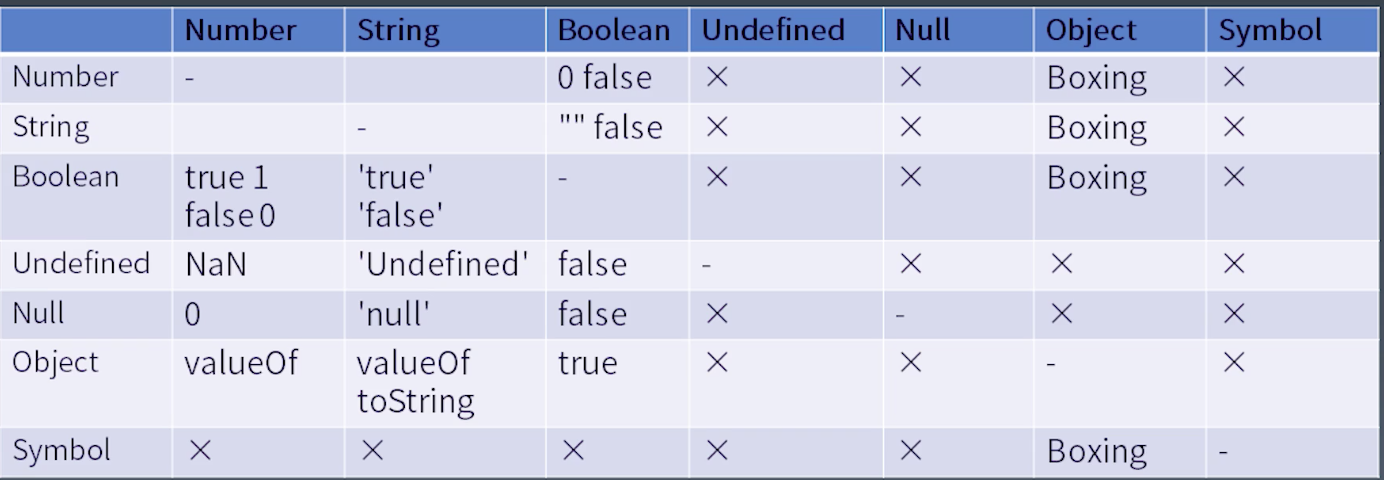 Number String Boolean Undefined Null Object Symbol
Number - 0 false × × Boxing ×
String - "" false × × Boxing ×
Boolean true 1 'true' - × × Boxing ×
false 0 'false'
Undefined NaN 'Undefined' false - × × ×
Null 0 'null' false × - × ×
Object valueOf valueOf true × × - ×
toString
Symbol × × × × × Boxing -